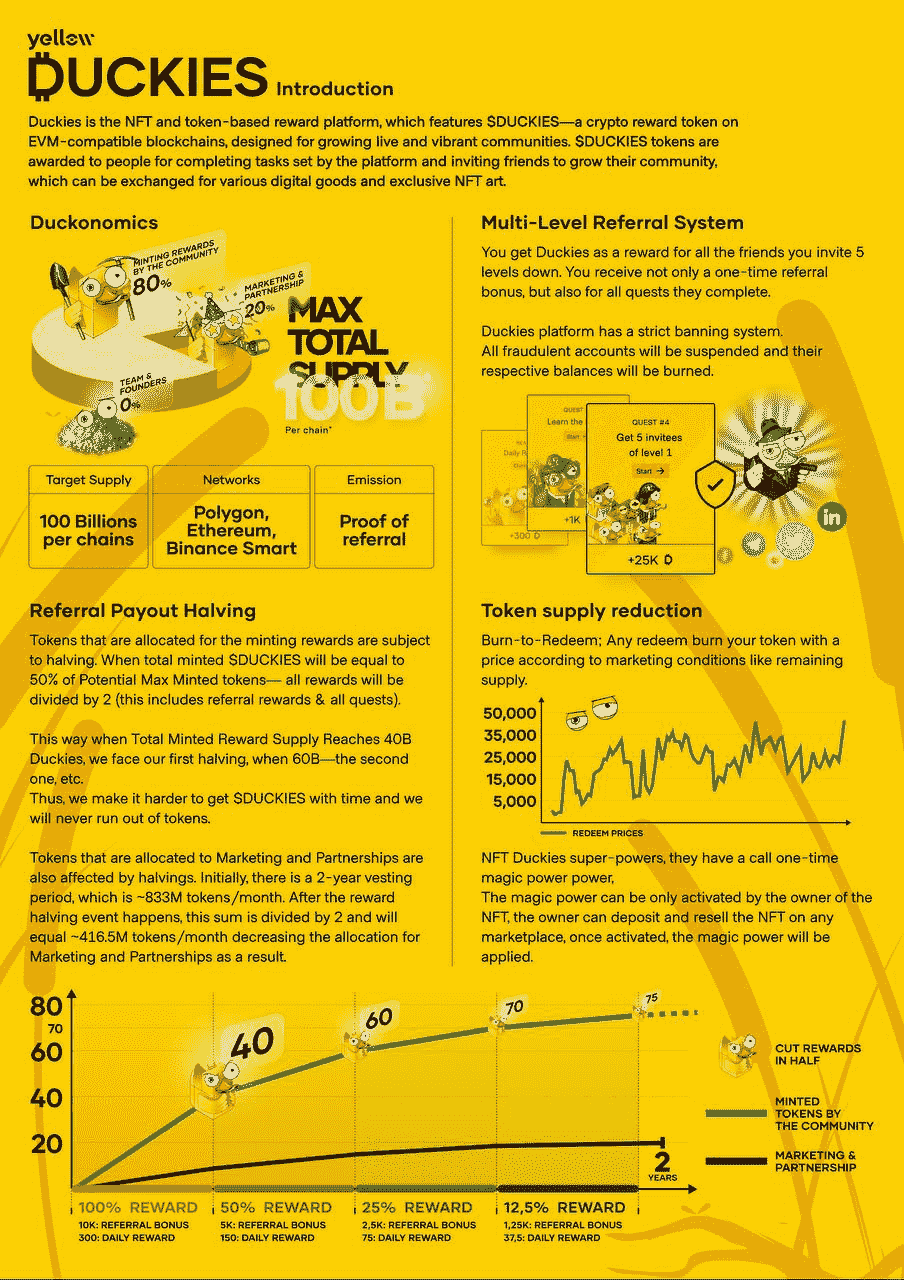 yellow
DUCKIES Introduction
Duckies is the NFT and token-based reward platform, which features $DUCKIES—a crypto reward token on
EVM-compatible blockchains, designed for growing live and vibrant communities. $DUCKIES tokens are
awarded to people for completing tasks set by the platform and inviting friends to grow their community,
which can be exchanged for various digital goods and exclusive NFT art.
Duckonomics
MINTING REWARDS
BY THE COMMUNITY
80%
MARKETING &
PARTNERSHIP
20%
TEAM &
FOUNDERS
0%
MAX
TOTAL
SUPPLY
100B
Per chain*
Target Supply
100 Billions
per chains
Networks
Polygon,
Ethereum,
Binance Smart
Emission
Proof of
referral
Multi-Level Referral System
You get Duckies as a reward for all the friends you invite 5
levels down. You receive not only a one-time referral
bonus, but also for all quests they complete.
Duckies platform has a strict banning system.
All fraudulent accounts will be suspended and their
respective balances will be burned.
QUEST
Learn the
Start
+1K
+300
QUEST #4
Get 5 invitees
of level 1
Start →
+25K
in
Referral Payout Halving
Tokens that are allocated for the minting rewards are subject
to halving. When total minted $DUCKIES will be equal to
50% of Potential Max Minted tokens— all rewards will be
divided by 2 (this includes referral rewards & all quests).
This way when Total Minted Reward Supply Reaches 40B
Duckies, we face our first halving, when 60B—the second
one, etc.
Thus, we make it harder to get $DUCKIES with time and we
will never run out of tokens.
Tokens that are allocated to Marketing and Partnerships are
also affected by halvings. Initially, there is a 2-year vesting
period, which is ~833M tokens/month. After the reward
halving event happens, this sum is divided by 2 and will
equal ~416.5M tokens/month decreasing the allocation for
Marketing and Partnerships as a result.
Token supply reduction
Burn-to-Redeem; Any redeem burn your token with a
price according to marketing conditions like remaining
supply.
50,000
35,000
25,000
15,000
5,000
REDEEM PRICES
NFT Duckies super-powers, they have a call one-time
magic power power,
The magic power can be only activated by the owner of the
NFT, the owner can deposit and resell the NFT on any
marketplace, once activated, the magic power will be
applied.
80
70
60
40
20
40
60
70
75
2
YEARS
CUT REWARDS
IN HALF
MINTED
TOKENS BY
THE COMMUNITY
MARKETING &
PARTNERSHIP
100% REWARD
10K: REFERRAL BONUS
300: DAILY REWARD
50% REWARD
5K: REFERRAL BONUS
150: DAILY REWARD
25% REWARD
2,5K: REFERRAL BONUS
75: DAILY REWARD
12,5% REWARD
1,25K: REFERRAL BONUS
37,5: DAILY REWARD